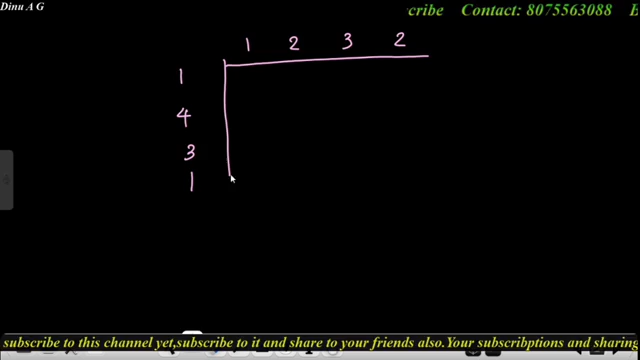 Dinu A G
cribe Contact: 8075563088 E
1 2 3 2
1
4
3
1
subscribe to this channel yet,subscribe to it and share to your friends also.Your subscribptions and sharing